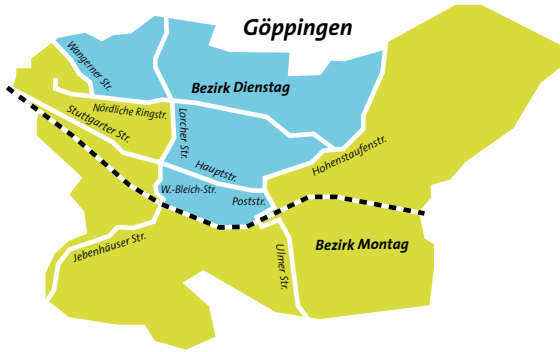 Göppingen
Wangerner Str.
Bezirk Dienstag
Nördliche Ringstr.
Stuttgarter Str.
Lorcher Str.
Hauptstr.
Hohenstaufenstr.
W.-Bleich-Str.
Poststr.
Jebenhäuser Str.
Ulmer Str.
Bezirk Montag